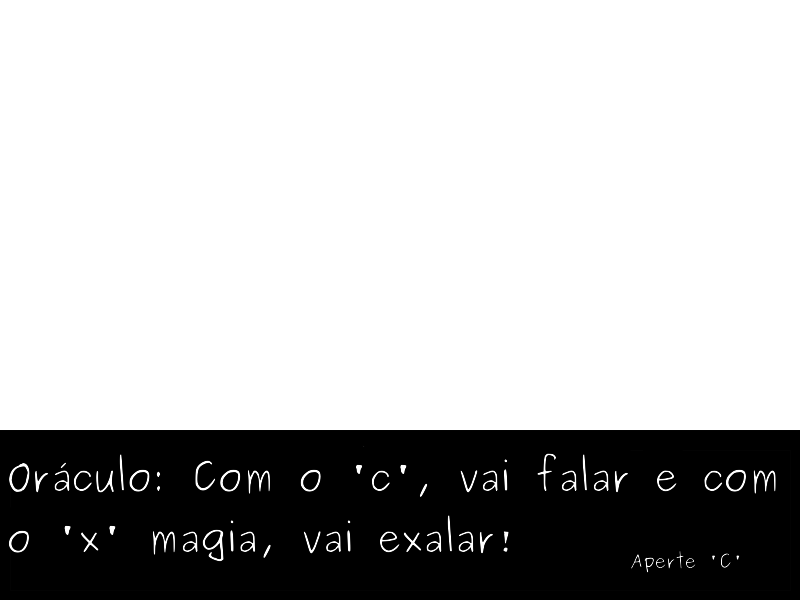 Oráculo: Com o 'c', vai falar e com
o 'x' magia, vai exalar!
Aperte 'C'